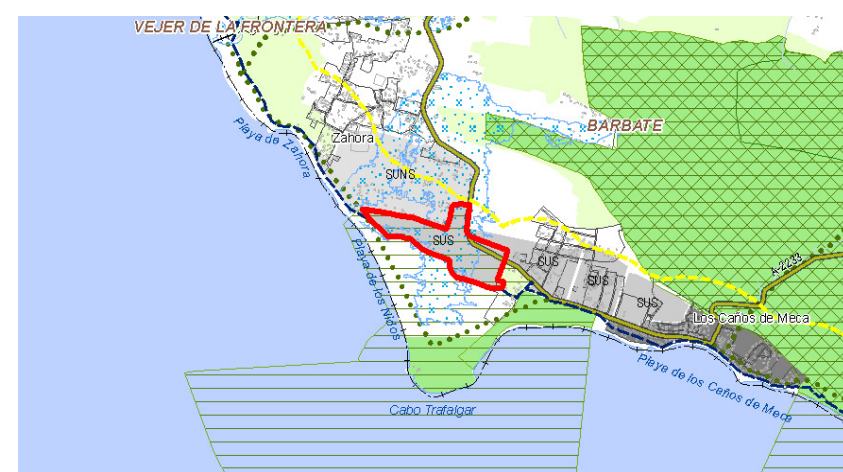 VEJER DE LA FRONTERA
Playa de Zahora
Zahora
BARBATE
SUNS
SUS
Playa de los Nidos
SUS
SUS
SUS
A-2233
Los Caños de Meca
Playa de los Caños de Meca
Cabo Trafalgar